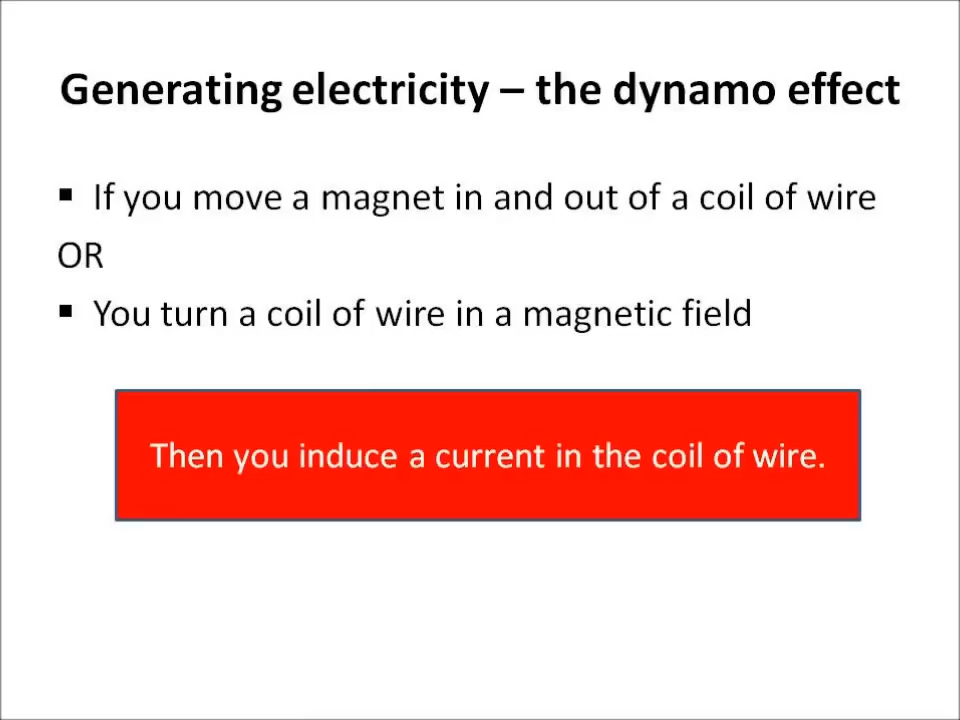 Generating electricity – the dynamo effect
▪ If you move a magnet in and out of a coil of wire
OR
▪ You turn a coil of wire in a magnetic field
Then you induce a current in the coil of wire.